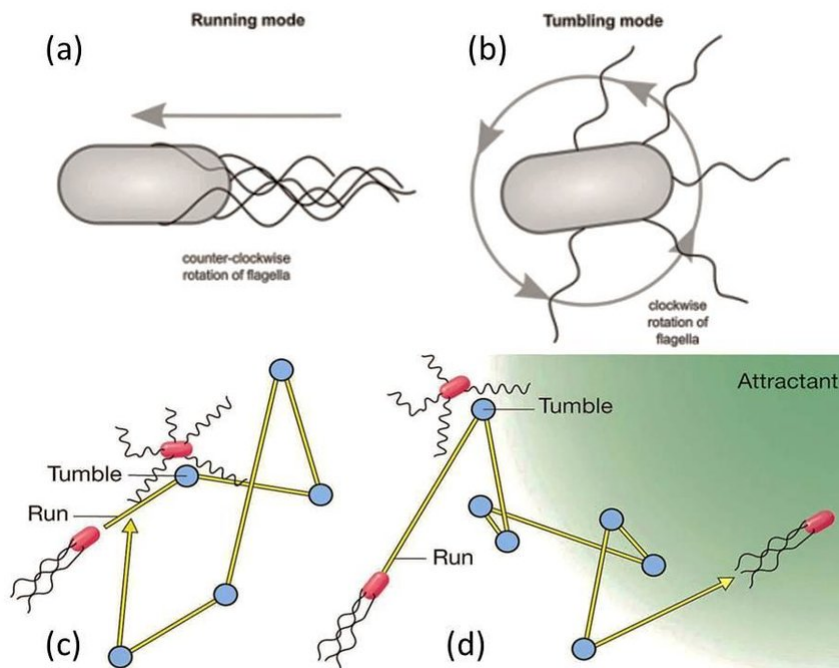 Running mode
Tumbling mode
(a)
(b)
counter-clockwise
rotation of flagella
clockwise
rotation of
flagella
Tumble
Run
(c)
Attractant
Tumble
Run
(d)